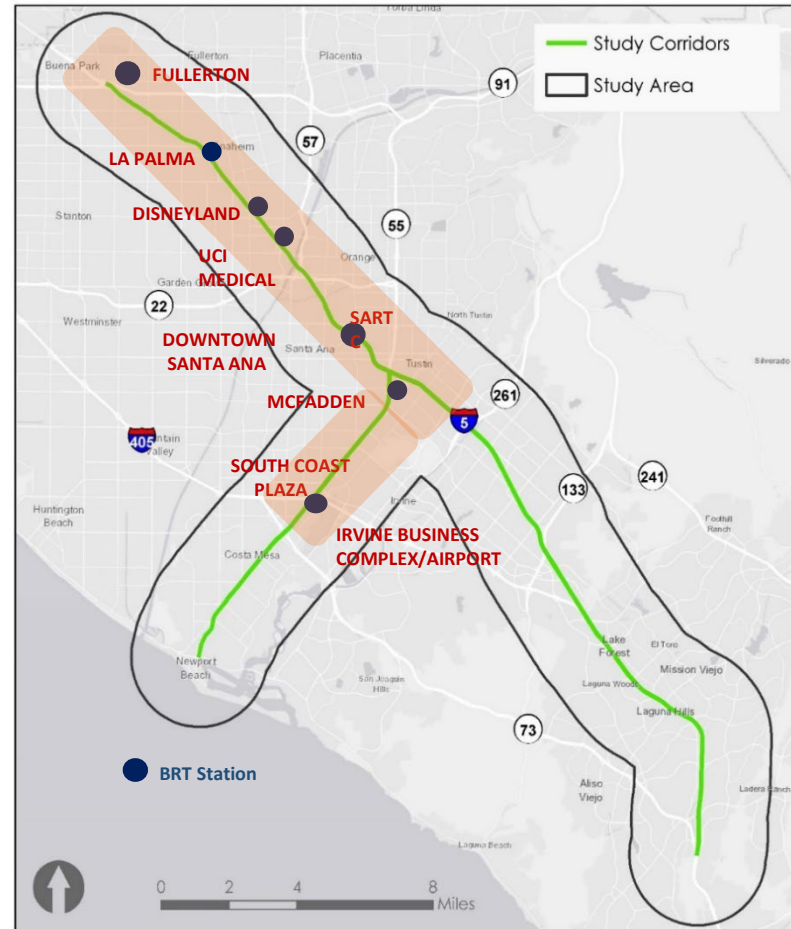 Yorba Linda
Buena Park
Fullerton
Placentia
91
Study Corridors
Study Area
FULLERTON
57
LA PALMA
Stanton
DISNEYLAND
55
UCI
MEDICAL
Orange
22
Westminster
North Tustin
SART
C
DOWNTOWN
SANTA ANA
Santa Ana
Tustin
Silverado
MCFADDEN
261
5
405
Valley
SOUTH COAST
PLAZA
133
241
Huntington
Beach
Irvine
Foothill
Ranch
IRVINE BUSINESS
COMPLEX/AIRPORT
Costa Mesa
Lake
Forest
El Toro
Mission Viejo
Newport
Beach
San Joaquin
Hills
Laguna Woods
Laguna Hills
73
BRT Station
Aliso
Viejo
Ladera Ranch
Laguna Beach
0 2 4 8
Miles